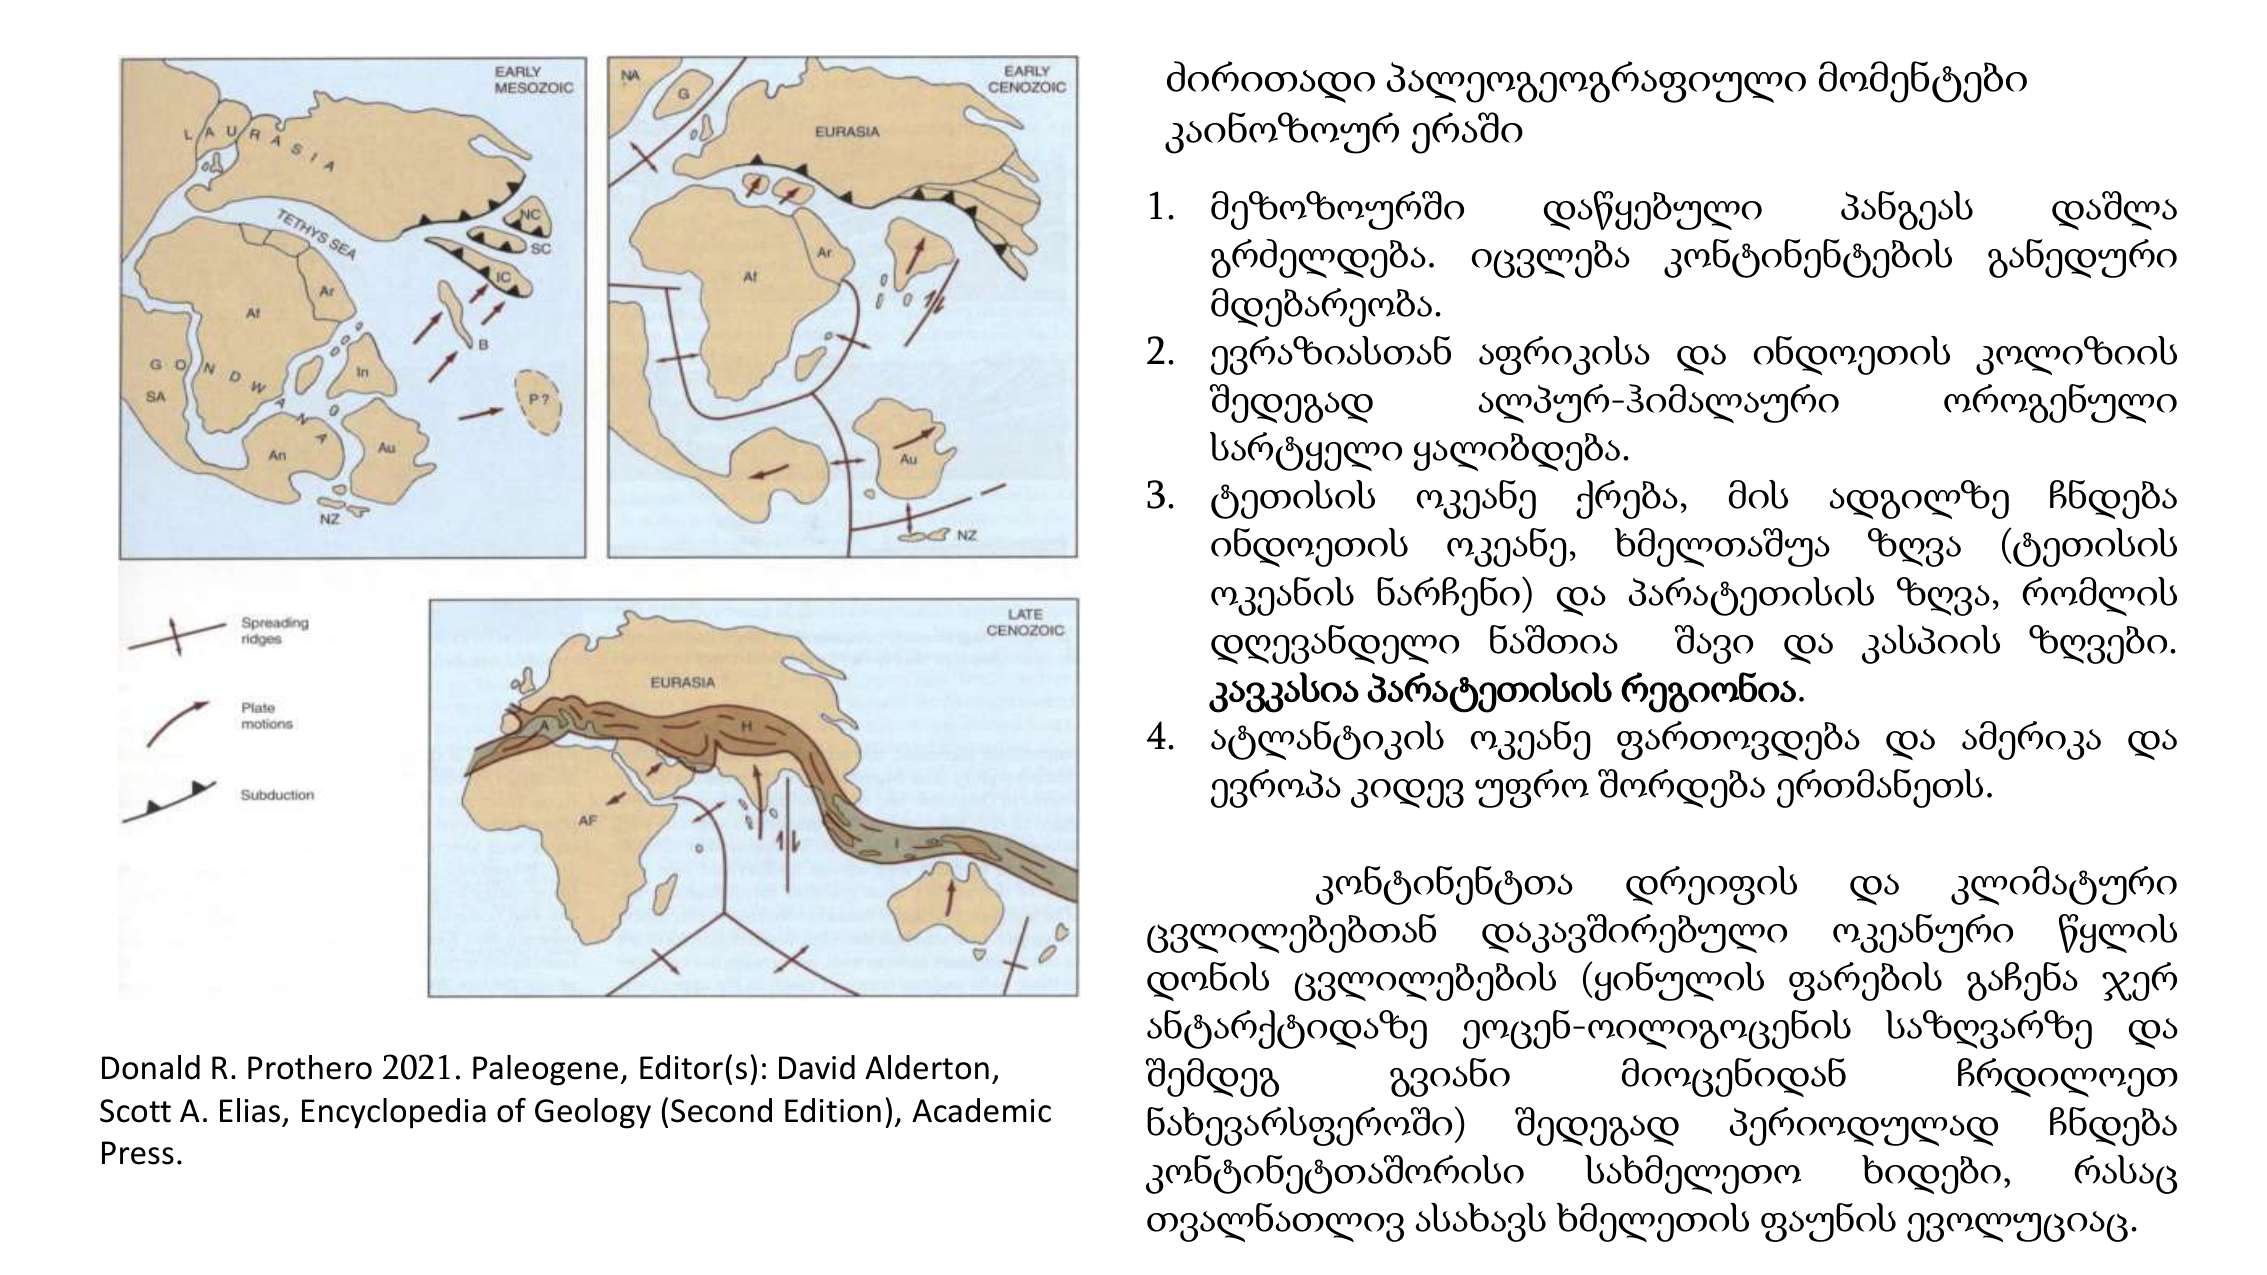 EARLY
MESOZOIC
LAURASIA
TETHYS SEA
NC
SC
IC
Ar
Af
B
GONDWANA
In
SA
P?
An
Au
NZ
NA
G
EARLY
CENOZOIC
EURASIA
Ar
Af
Au
NZ
Spreading
ridges
Plate
motions
Subduction
LATE
CENOZOIC
EURASIA
A
H
AF
I
Donald R. Prothero 2021. Paleogene, Editor(s): David Alderton,
Scott A. Elias, Encyclopedia of Geology (Second Edition), Academic
Press.
ძირითადი პალეოგეოგრაფიული მომენტები
კაინოზოურ ერაში
1. მეზოზოურში დაწყებული პანგეას დაშლა
გრძელდება. იცვლება კონტინენტების განედური
მდებარეობა.
2. ევრაზიასთან აფრიკისა და ინდოეთის კოლიზიის
შედეგად ალპურ-ჰიმალაური ოროგენული
სარტყელი ყალიბდება.
3. ტეთისის ოკეანე ქრება, მის ადგილზე ჩნდება
ინდოეთის ოკეანე, ხმელთაშუა ზღვა (ტეთისის
ოკეანის ნარჩენი) და პარატეთისის ზღვა, რომლის
დღევანდელი ნაშთია შავი და კასპიის ზღვები.
კავკასია პარატეთისის რეგიონია.
4. ატლანტიკის ოკეანე ფართოვდება და ამერიკა და
ევროპა კიდევ უფრო შორდება ერთმანეთს.
კონტინენტთა დრეიფის და კლიმატური
ცვლილებებთან დაკავშირებული ოკეანური წყლის
დონის ცვლილებების (ყინულის ფარების გაჩენა ჯერ
ანტარქტიდაზე ეოცენ-ოილიგოცენის საზღვარზე და
შემდეგ გვიანი მიოცენიდან ჩრდილოეთ
ნახევარსფეროში) შედეგად პერიოდულად ჩნდება
კონტინეტთაშორისი სახმელეთო ხიდები, რასაც
თვალნათლივ ასახავს ხმელეთის ფაუნის ევოლუციაც.